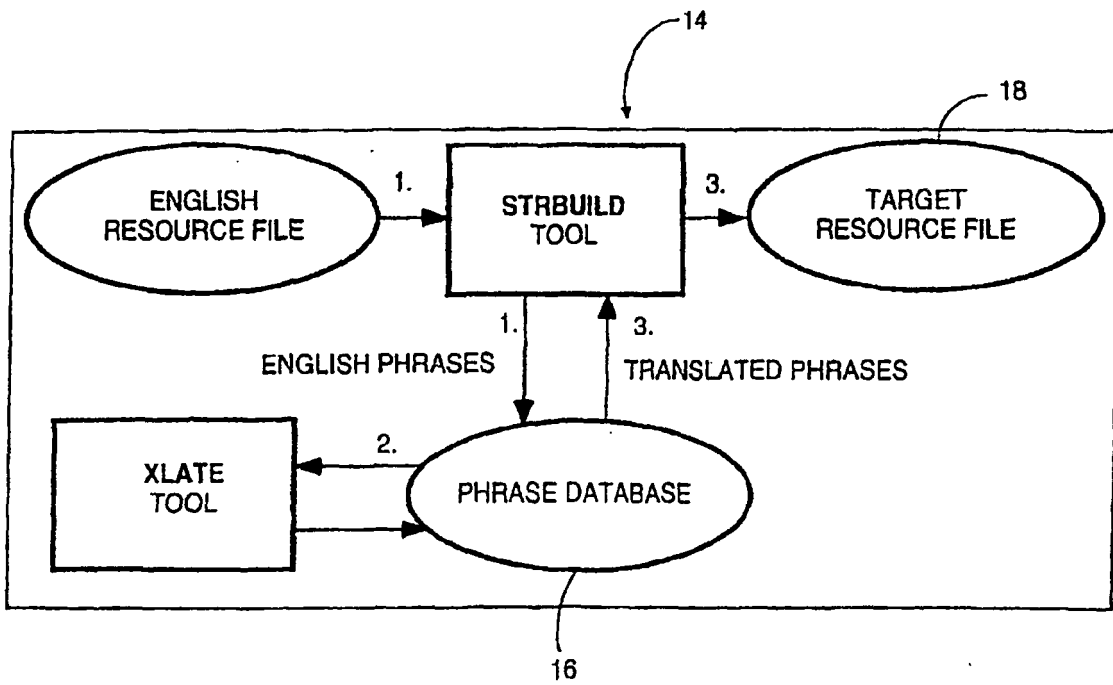 14
18
ENGLISH
RESOURCE FILE
1.
STRBUILD
TOOL
3.
TARGET
RESOURCE FILE
1.
3.
ENGLISH PHRASES
TRANSLATED PHRASES
XLATE
TOOL
2.
PHRASE DATABASE
16